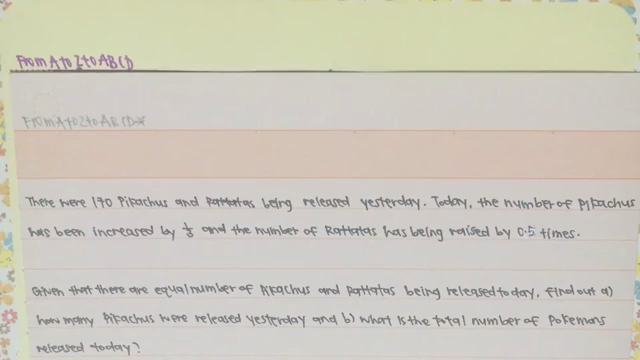 From A to Z to ABCD
From A to Z to ABCD*
There were 170 Pikachus and Rattatas being released yesterday. Today, the number of Pikachus
has been increased by ⅓ and the number of Rattatas has being raised by 0.5 times.
Given that there are equal number of Pikachus and Rattatas being released today, find out a)
how many Pikachus were released yesterday and b) what is the total number of Pokemons
released today?